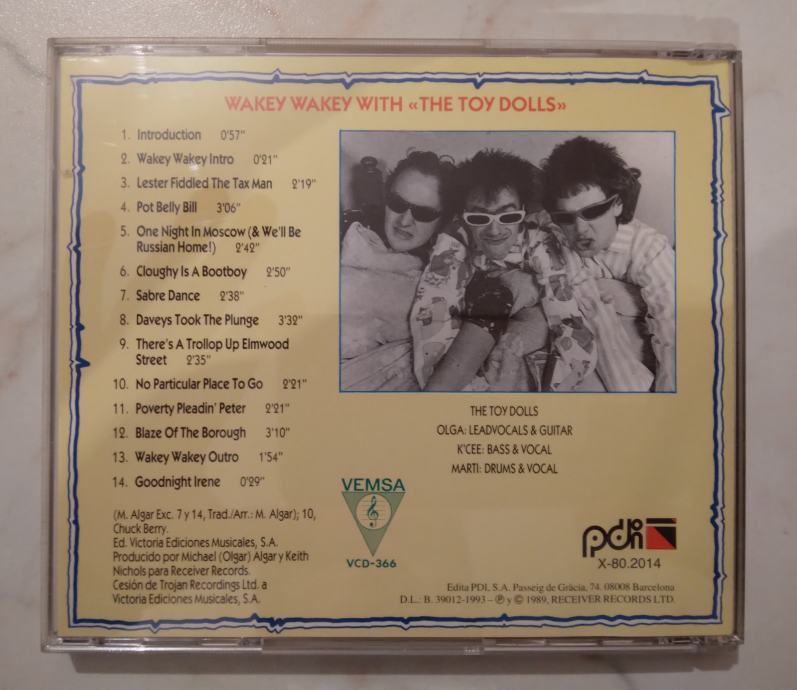 WAKEY WAKEY WITH «THE TOY DOLLS»
1. Introduction 0'57"
2. Wakey Wakey Intro 0'21"
3. Lester Fiddled The Tax Man 2'19"
4. Pot Belly Bill 3'06"
5. One Night In Moscow (& We'll Be
Russian Home!) 2'42"
6. Cloughy Is A Bootboy 2'50"
7. Sabre Dance 2'38"
8. Daveys Took The Plunge 3'32"
9. There's A Trollop Up Elmwood
Street 2'35"
10. No Particular Place To Go 2'21"
11. Poverty Pleadin' Peter 2'21"
12. Blaze Of The Borough 3'10"
13. Wakey Wakey Outro 1'54"
14. Goodnight Irene 0'29"
(M. Algar Exc. 7 y 14, Trad./Arr.: M. Algar); 10,
Chuck Berry.
Ed. Victoria Ediciones Musicales, S.A.
Producido por Michael (Olgar) Algar y Keith
Nichols para Receiver Records.
Cesión de Trojan Recordings Ltd. a
Victoria Ediciones Musicales, S.A.
THE TOY DOLLS
OLGA: LEADVOCALS & GUITAR
K'CEE: BASS & VOCAL
MARTI: DRUMS & VOCAL
VEMSA
VCD-366
pdi
X-80.2014
Edita PDI, S.A. Passeig de Gràcia, 74. 08008 Barcelona
D.L.: B. 39012-1993 – ℗ y © 1989, RECEIVER RECORDS LTD.